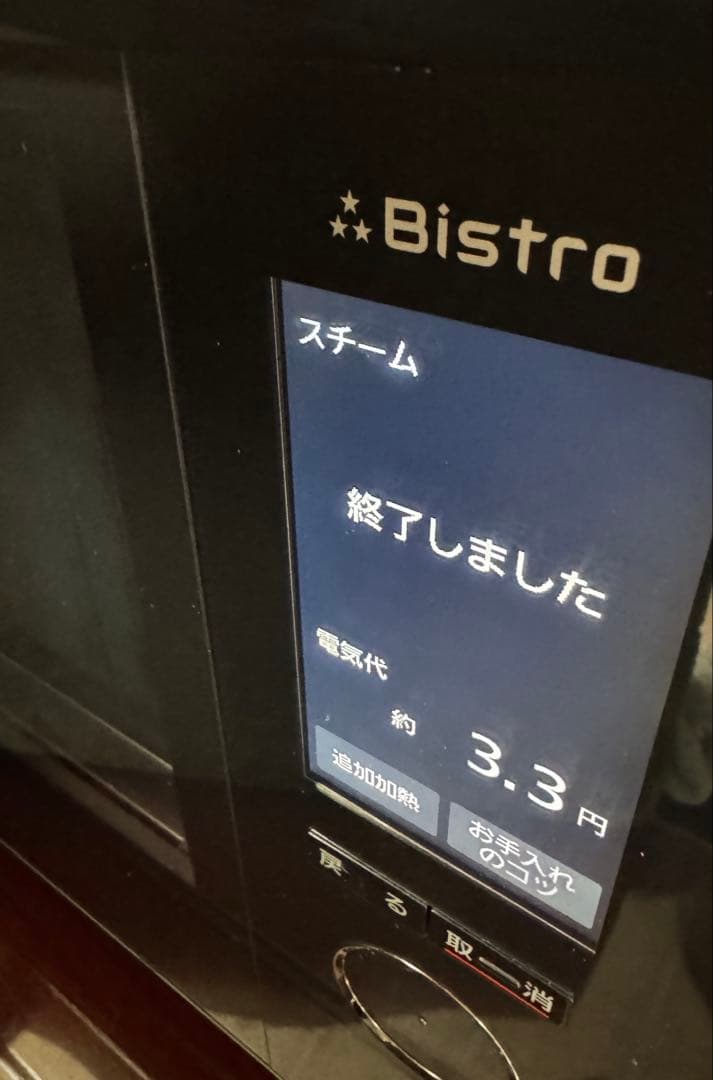 Bistro
スチーム
終了しました
電気代
約 3.3 円
追加加熱
お手入れ
のコツ
戻る
取消